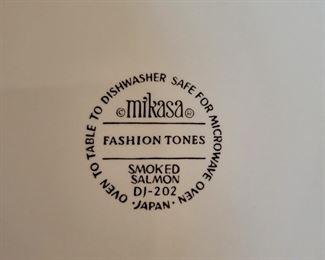 OVEN TO TABLE TO DISHWASHER SAFE FOR MICROWAVE OVEN
©mikasa®
FASHION TONES
SMOKED
SALMON
DJ-202
·JAPAN·